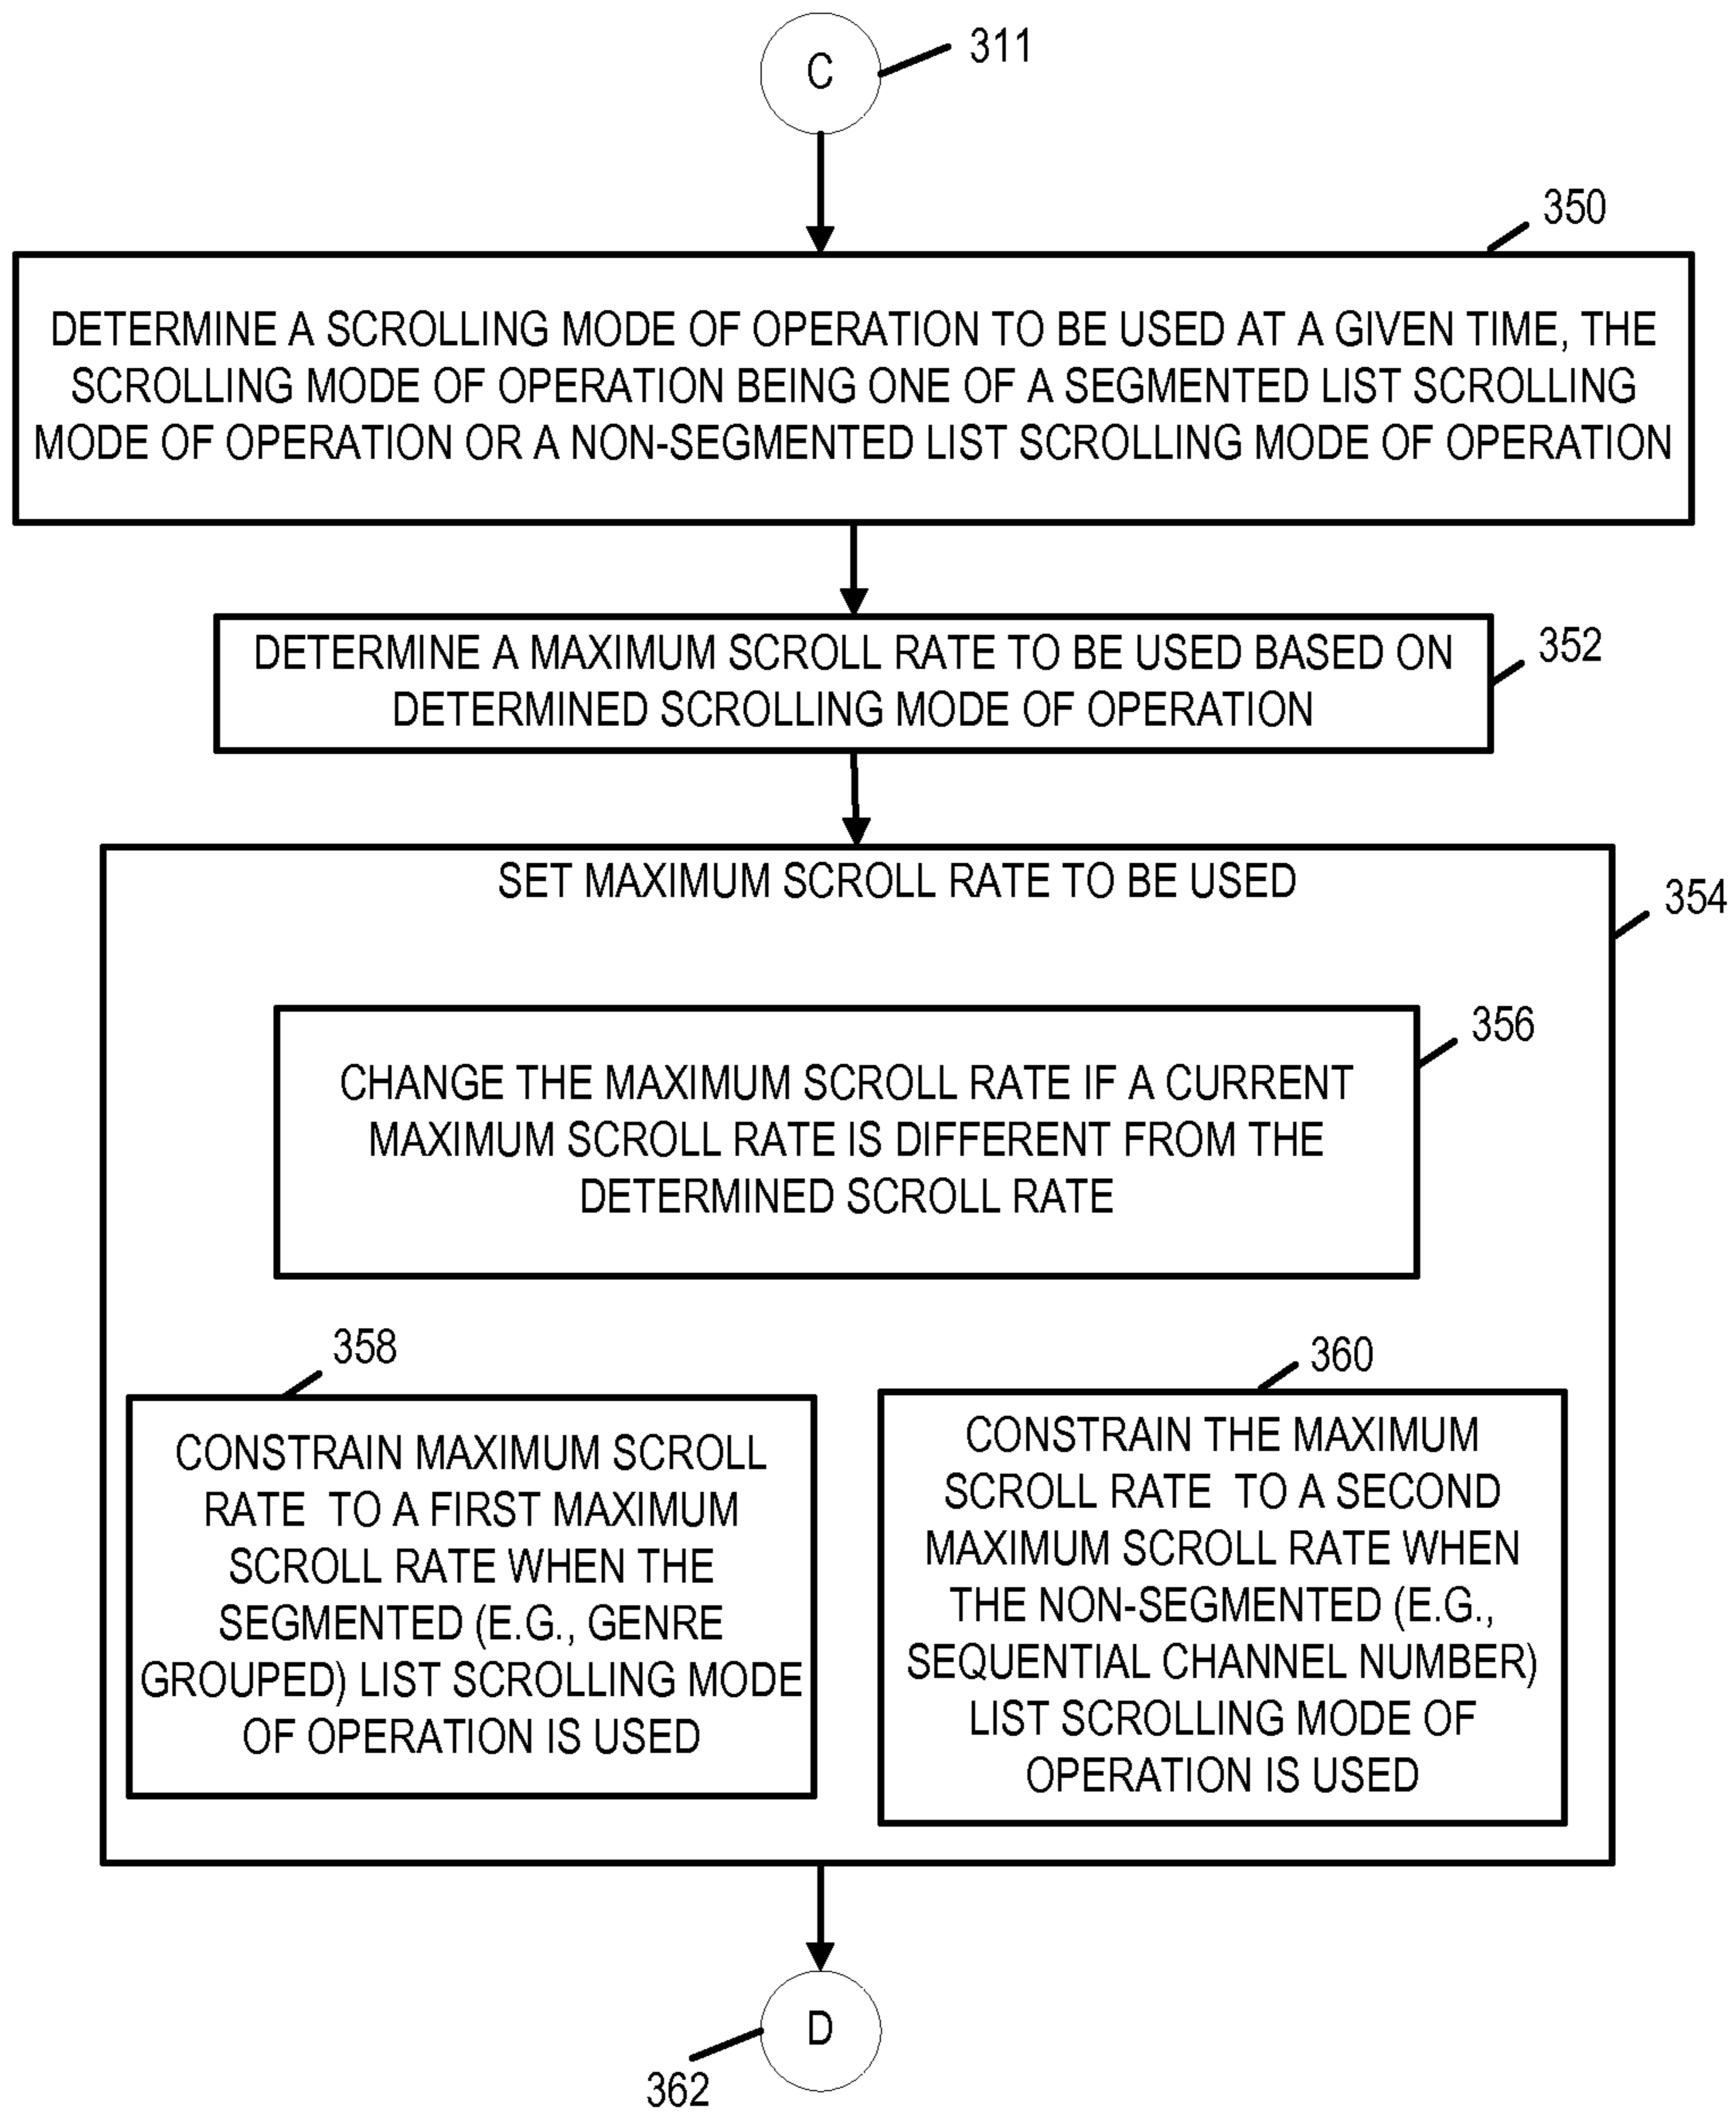 C
311
350
DETERMINE A SCROLLING MODE OF OPERATION TO BE USED AT A GIVEN TIME, THE
SCROLLING MODE OF OPERATION BEING ONE OF A SEGMENTED LIST SCROLLING
MODE OF OPERATION OR A NON-SEGMENTED LIST SCROLLING MODE OF OPERATION
352
DETERMINE A MAXIMUM SCROLL RATE TO BE USED BASED ON
DETERMINED SCROLLING MODE OF OPERATION
354
SET MAXIMUM SCROLL RATE TO BE USED
356
CHANGE THE MAXIMUM SCROLL RATE IF A CURRENT
MAXIMUM SCROLL RATE IS DIFFERENT FROM THE
DETERMINED SCROLL RATE
358
CONSTRAIN MAXIMUM SCROLL
RATE TO A FIRST MAXIMUM
SCROLL RATE WHEN THE
SEGMENTED (E.G., GENRE
GROUPED) LIST SCROLLING MODE
OF OPERATION IS USED
360
CONSTRAIN THE MAXIMUM
SCROLL RATE TO A SECOND
MAXIMUM SCROLL RATE WHEN
THE NON-SEGMENTED (E.G.,
SEQUENTIAL CHANNEL NUMBER)
LIST SCROLLING MODE OF
OPERATION IS USED
D
362